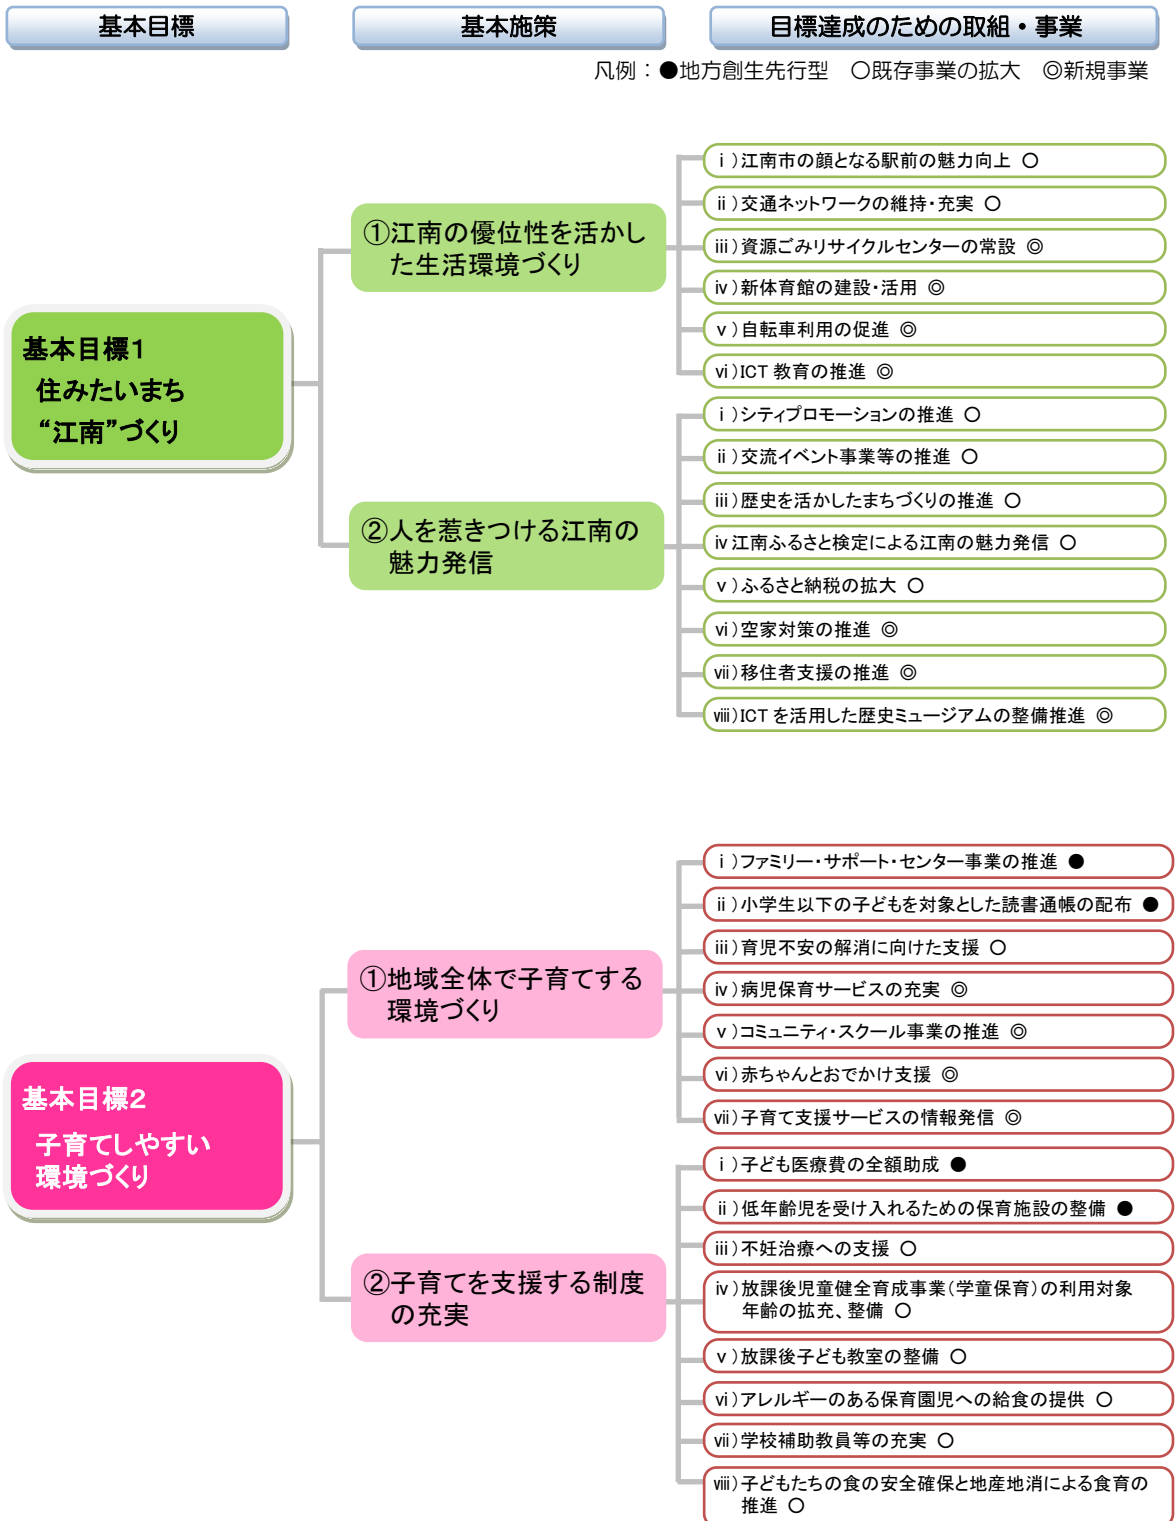 基本目標
基本施策
目標達成のための取組・事業
凡例：●地方創生先行型　○既存事業の拡大　◎新規事業
基本目標1
住みたいまち
“江南”づくり
①江南の優位性を活かし
た生活環境づくり
ⅰ)江南市の顔となる駅前の魅力向上 ○
ⅱ)交通ネットワークの維持・充実 ○
ⅲ)資源ごみリサイクルセンターの常設 ◎
ⅳ)新体育館の建設・活用 ◎
ⅴ)自転車利用の促進 ◎
ⅵ)ICT 教育の推進 ◎
②人を惹きつける江南の
魅力発信
ⅰ)シティプロモーションの推進 ○
ⅱ)交流イベント事業等の推進 ○
ⅲ)歴史を活かしたまちづくりの推進 ○
ⅳ江南ふるさと検定による江南の魅力発信 ○
ⅴ)ふるさと納税の拡大 ○
ⅵ)空家対策の推進 ◎
ⅶ)移住者支援の推進 ◎
ⅷ)ICT を活用した歴史ミュージアムの整備推進 ◎
基本目標2
子育てしやすい
環境づくり
①地域全体で子育てする
環境づくり
ⅰ)ファミリー・サポート・センター事業の推進 ●
ⅱ)小学生以下の子どもを対象とした読書通帳の配布 ●
ⅲ)育児不安の解消に向けた支援 ○
ⅳ)病児保育サービスの充実 ◎
ⅴ)コミュニティ・スクール事業の推進 ◎
ⅵ)赤ちゃんとおでかけ支援 ◎
ⅶ)子育て支援サービスの情報発信 ◎
②子育てを支援する制度
の充実
ⅰ)子ども医療費の全額助成 ●
ⅱ)低年齢児を受け入れるための保育施設の整備 ●
ⅲ)不妊治療への支援 ○
ⅳ)放課後児童健全育成事業(学童保育)の利用対象
年齢の拡充、整備 ○
ⅴ)放課後子ども教室の整備 ○
ⅵ)アレルギーのある保育園児への給食の提供 ○
ⅶ)学校補助教員等の充実 ○
ⅷ)子どもたちの食の安全確保と地産地消による食育の
推進 ○